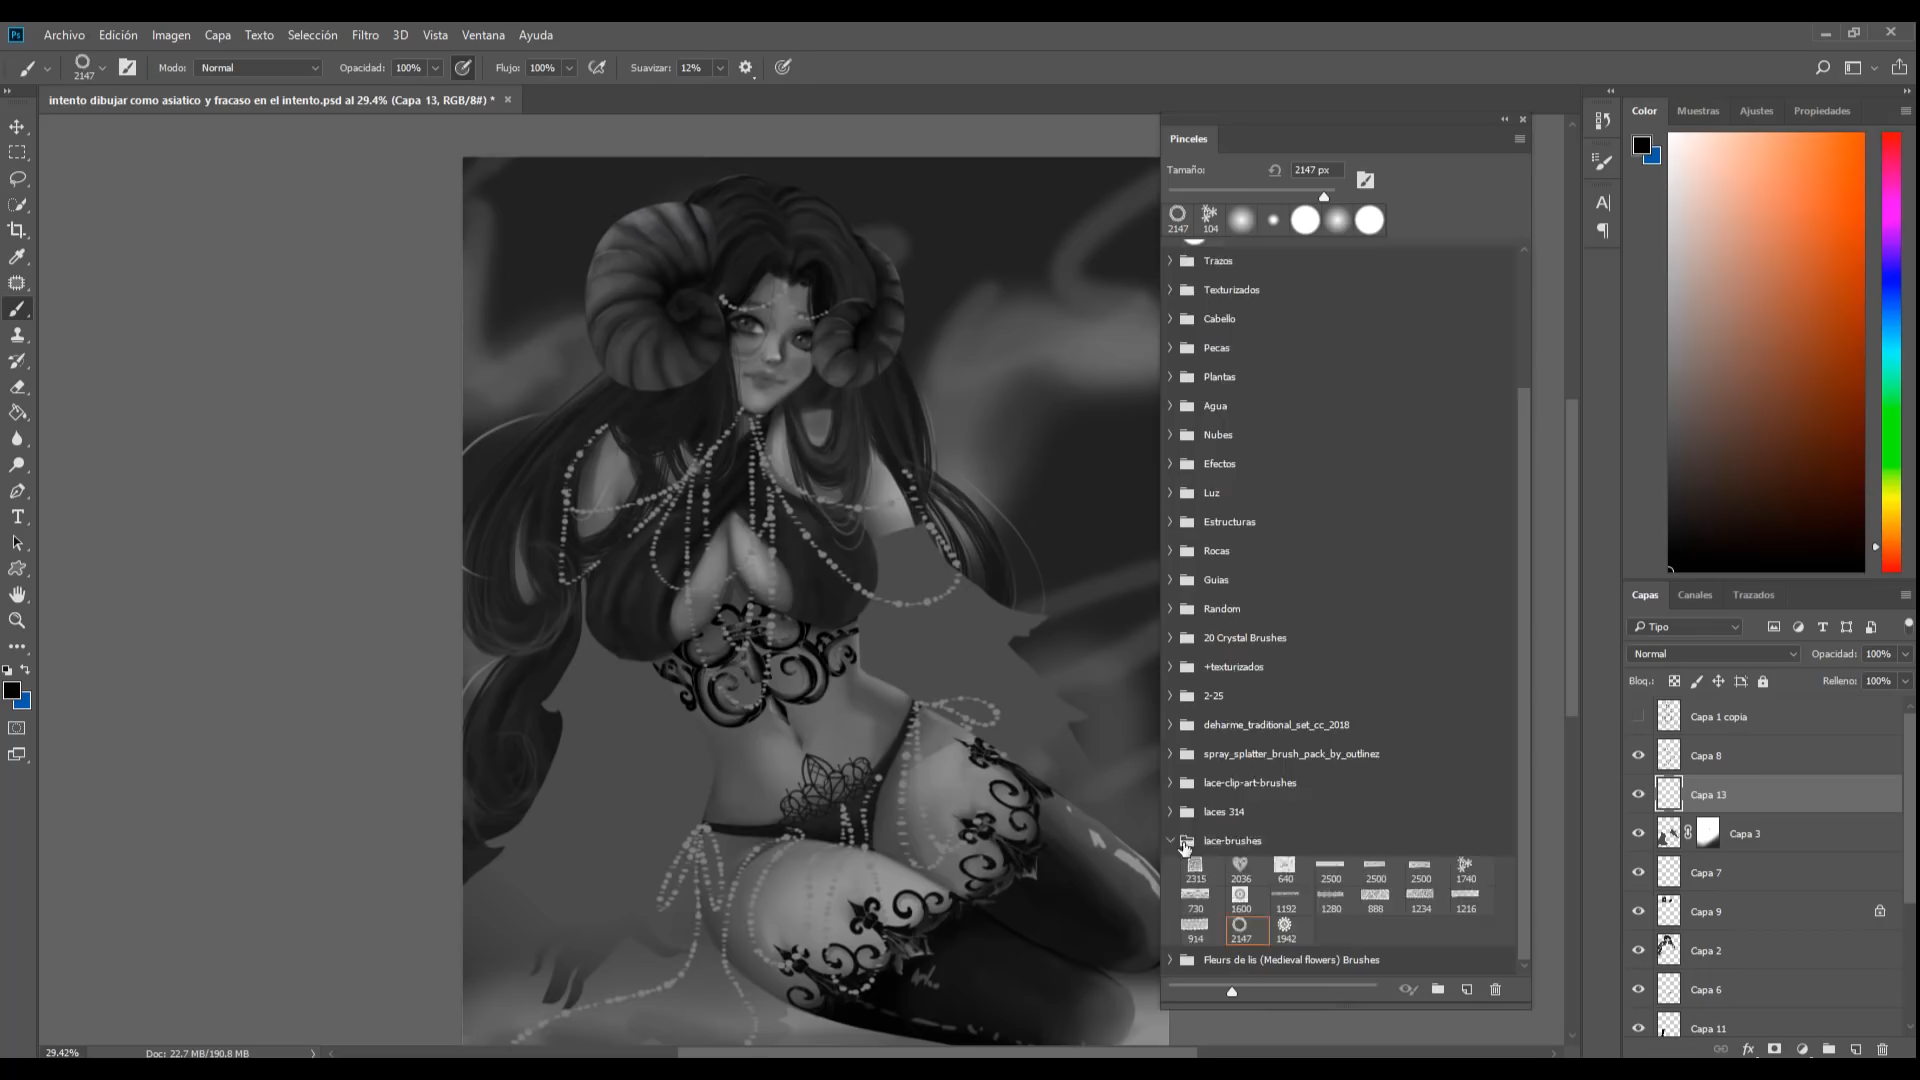 Ps Archivo Edición Imagen Capa Texto Selección Filtro 3D Vista Ventana Ayuda
2147 Modo: Normal Opacidad: 100% Flujo: 100% Suavizar: 12%
intento dibujar como asiatico y fracaso en el intento.psd al 29.4% (Capa 13, RGB/8#) * ×
Color Muestras Ajustes Propiedades
Pinceles
Tamaño: 2147 px
2147 104
Trazos
Texturizados
Cabello
Pecas
Plantas
Agua
Nubes
Efectos
Luz
Estructuras
Rocas
Guias
Random
20 Crystal Brushes
+texturizados
2-25
deharme_traditional_set_cc_2018
spray_splatter_brush_pack_by_outlinez
lace-clip-art-brushes
laces 314
lace-brushes
2315 2036 640 2500 2500 2500 1740
730 1600 1192 1280 888 1234 1216
914 2147 1942
Fleurs de lis (Medieval flowers) Brushes
Capas Canales Trazados
Tipo
Normal Opacidad: 100%
Bloq.: Relleno: 100%
Capa 1 copia
Capa 8
Capa 13
Capa 3
Capa 7
Capa 9
Capa 2
Capa 6
Capa 11
fx
29.42% Doc: 22.7 MB/190.8 MB